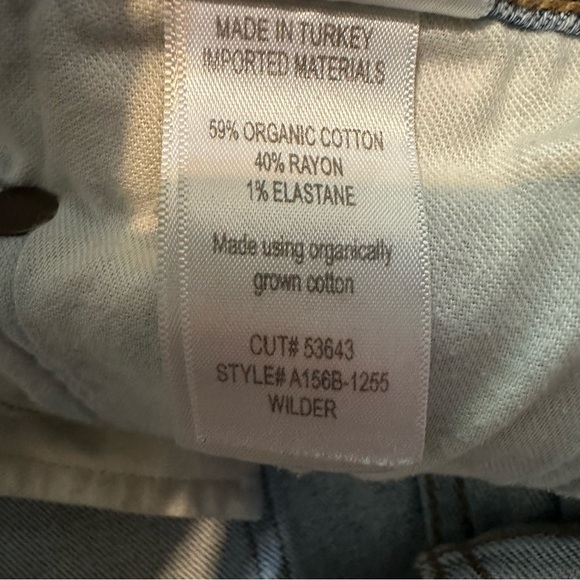 MADE IN TURKEY
IMPORTED MATERIALS
59% ORGANIC COTTON
40% RAYON
1% ELASTANE
Made using organically
grown cotton
CUT# 53643
STYLE# A156B-1255
WILDER